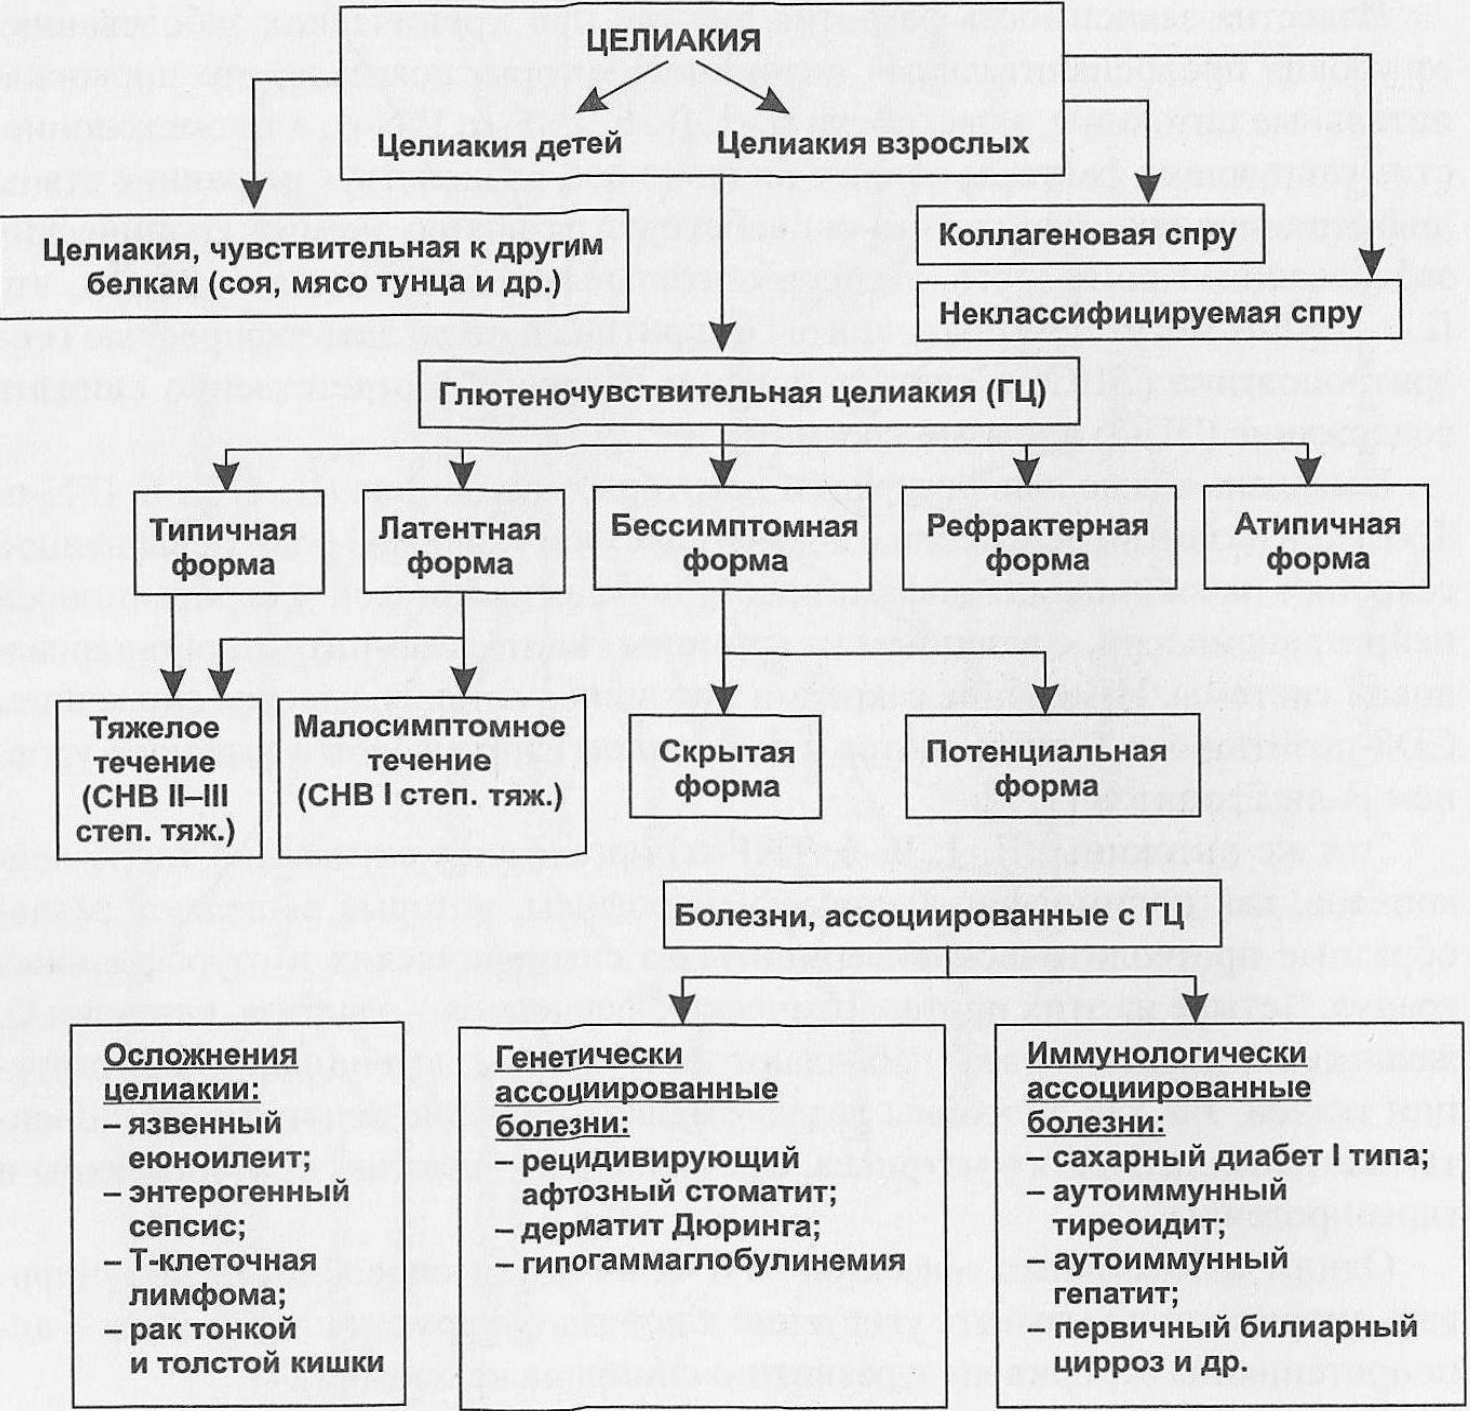 ЦЕЛИАКИЯ
Целиакия детей
Целиакия взрослых
Целиакия, чувствительная к другим
белкам (соя, мясо тунца и др.)
Коллагеновая спру
Неклассифицируемая спру
Глютеночувствительная целиакия (ГЦ)
Типичная
форма
Латентная
форма
Бессимптомная
форма
Рефрактерная
форма
Атипичная
форма
Тяжелое
течение
(СНВ II–III
степ. тяж.)
Малосимптомное
течение
(СНВ I степ. тяж.)
Скрытая
форма
Потенциальная
форма
Болезни, ассоциированные с ГЦ
Осложнения
целиакии:
– язвенный
еюноилеит;
– энтерогенный
сепсис;
– Т-клеточная
лимфома;
– рак тонкой
и толстой кишки
Генетически
ассоциированные
болезни:
– рецидивирующий
афтозный стоматит;
– дерматит Дюринга;
– гипогаммаглобулинемия
Иммунологически
ассоциированные
болезни:
– сахарный диабет I типа;
– аутоиммунный
тиреоидит;
– аутоиммунный
гепатит;
– первичный билиарный
цирроз и др.